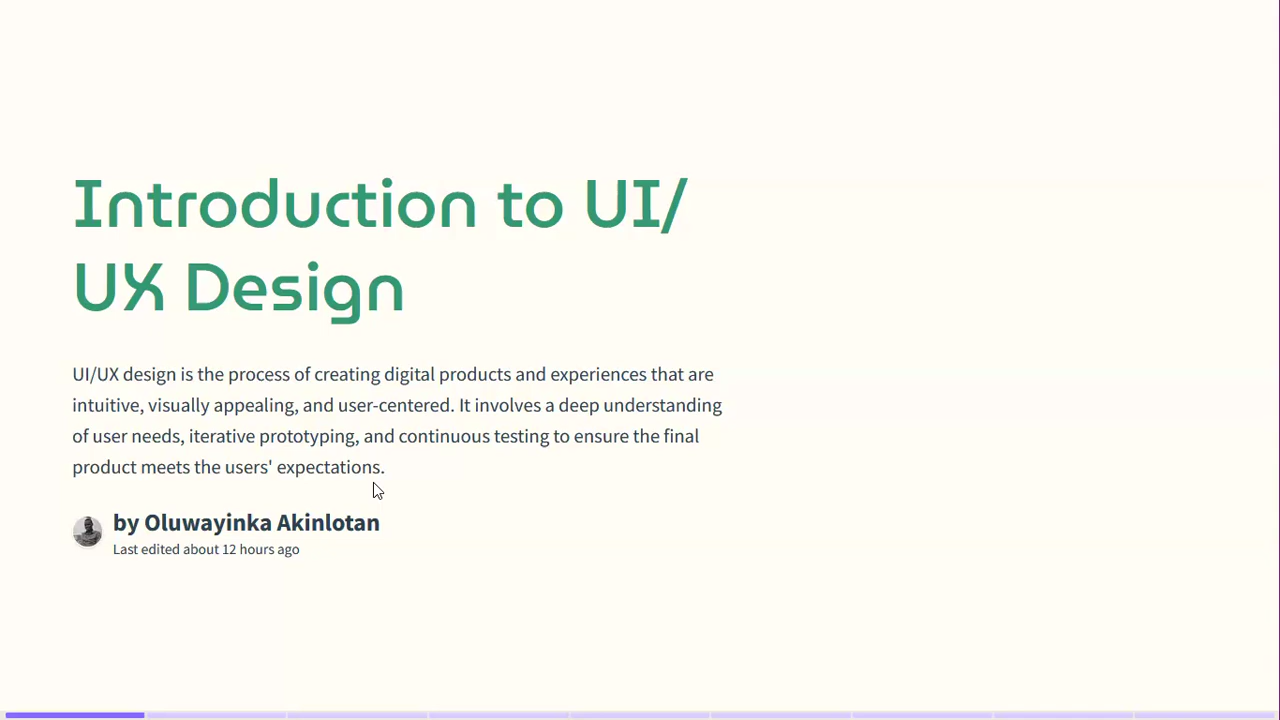 Introduction to UI/
UX Design
UI/UX design is the process of creating digital products and experiences that are
intuitive, visually appealing, and user-centered. It involves a deep understanding
of user needs, iterative prototyping, and continuous testing to ensure the final
product meets the users' expectations.
by Oluwayinka Akinlotan
Last edited about 12 hours ago